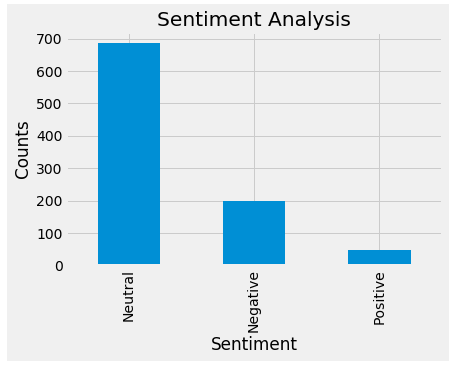 Sentiment Analysis
700
600
500
400
300
200
100
0
Counts
Neutral
Negative
Positive
Sentiment